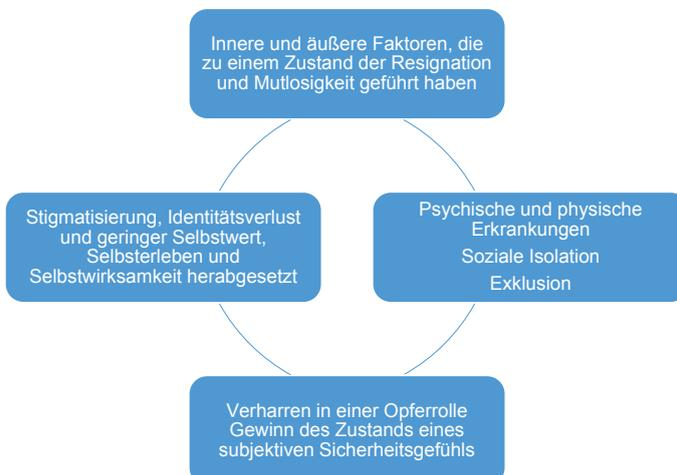 Innere und äußere Faktoren, die
zu einem Zustand der Resignation
und Mutlosigkeit geführt haben
Stigmatisierung, Identitätsverlust
und geringer Selbstwert,
Selbsterleben und
Selbstwirksamkeit herabgesetzt
Psychische und physische
Erkrankungen
Soziale Isolation
Exklusion
Verharren in einer Opferrolle
Gewinn des Zustands eines
subjektiven Sicherheitsgefühls